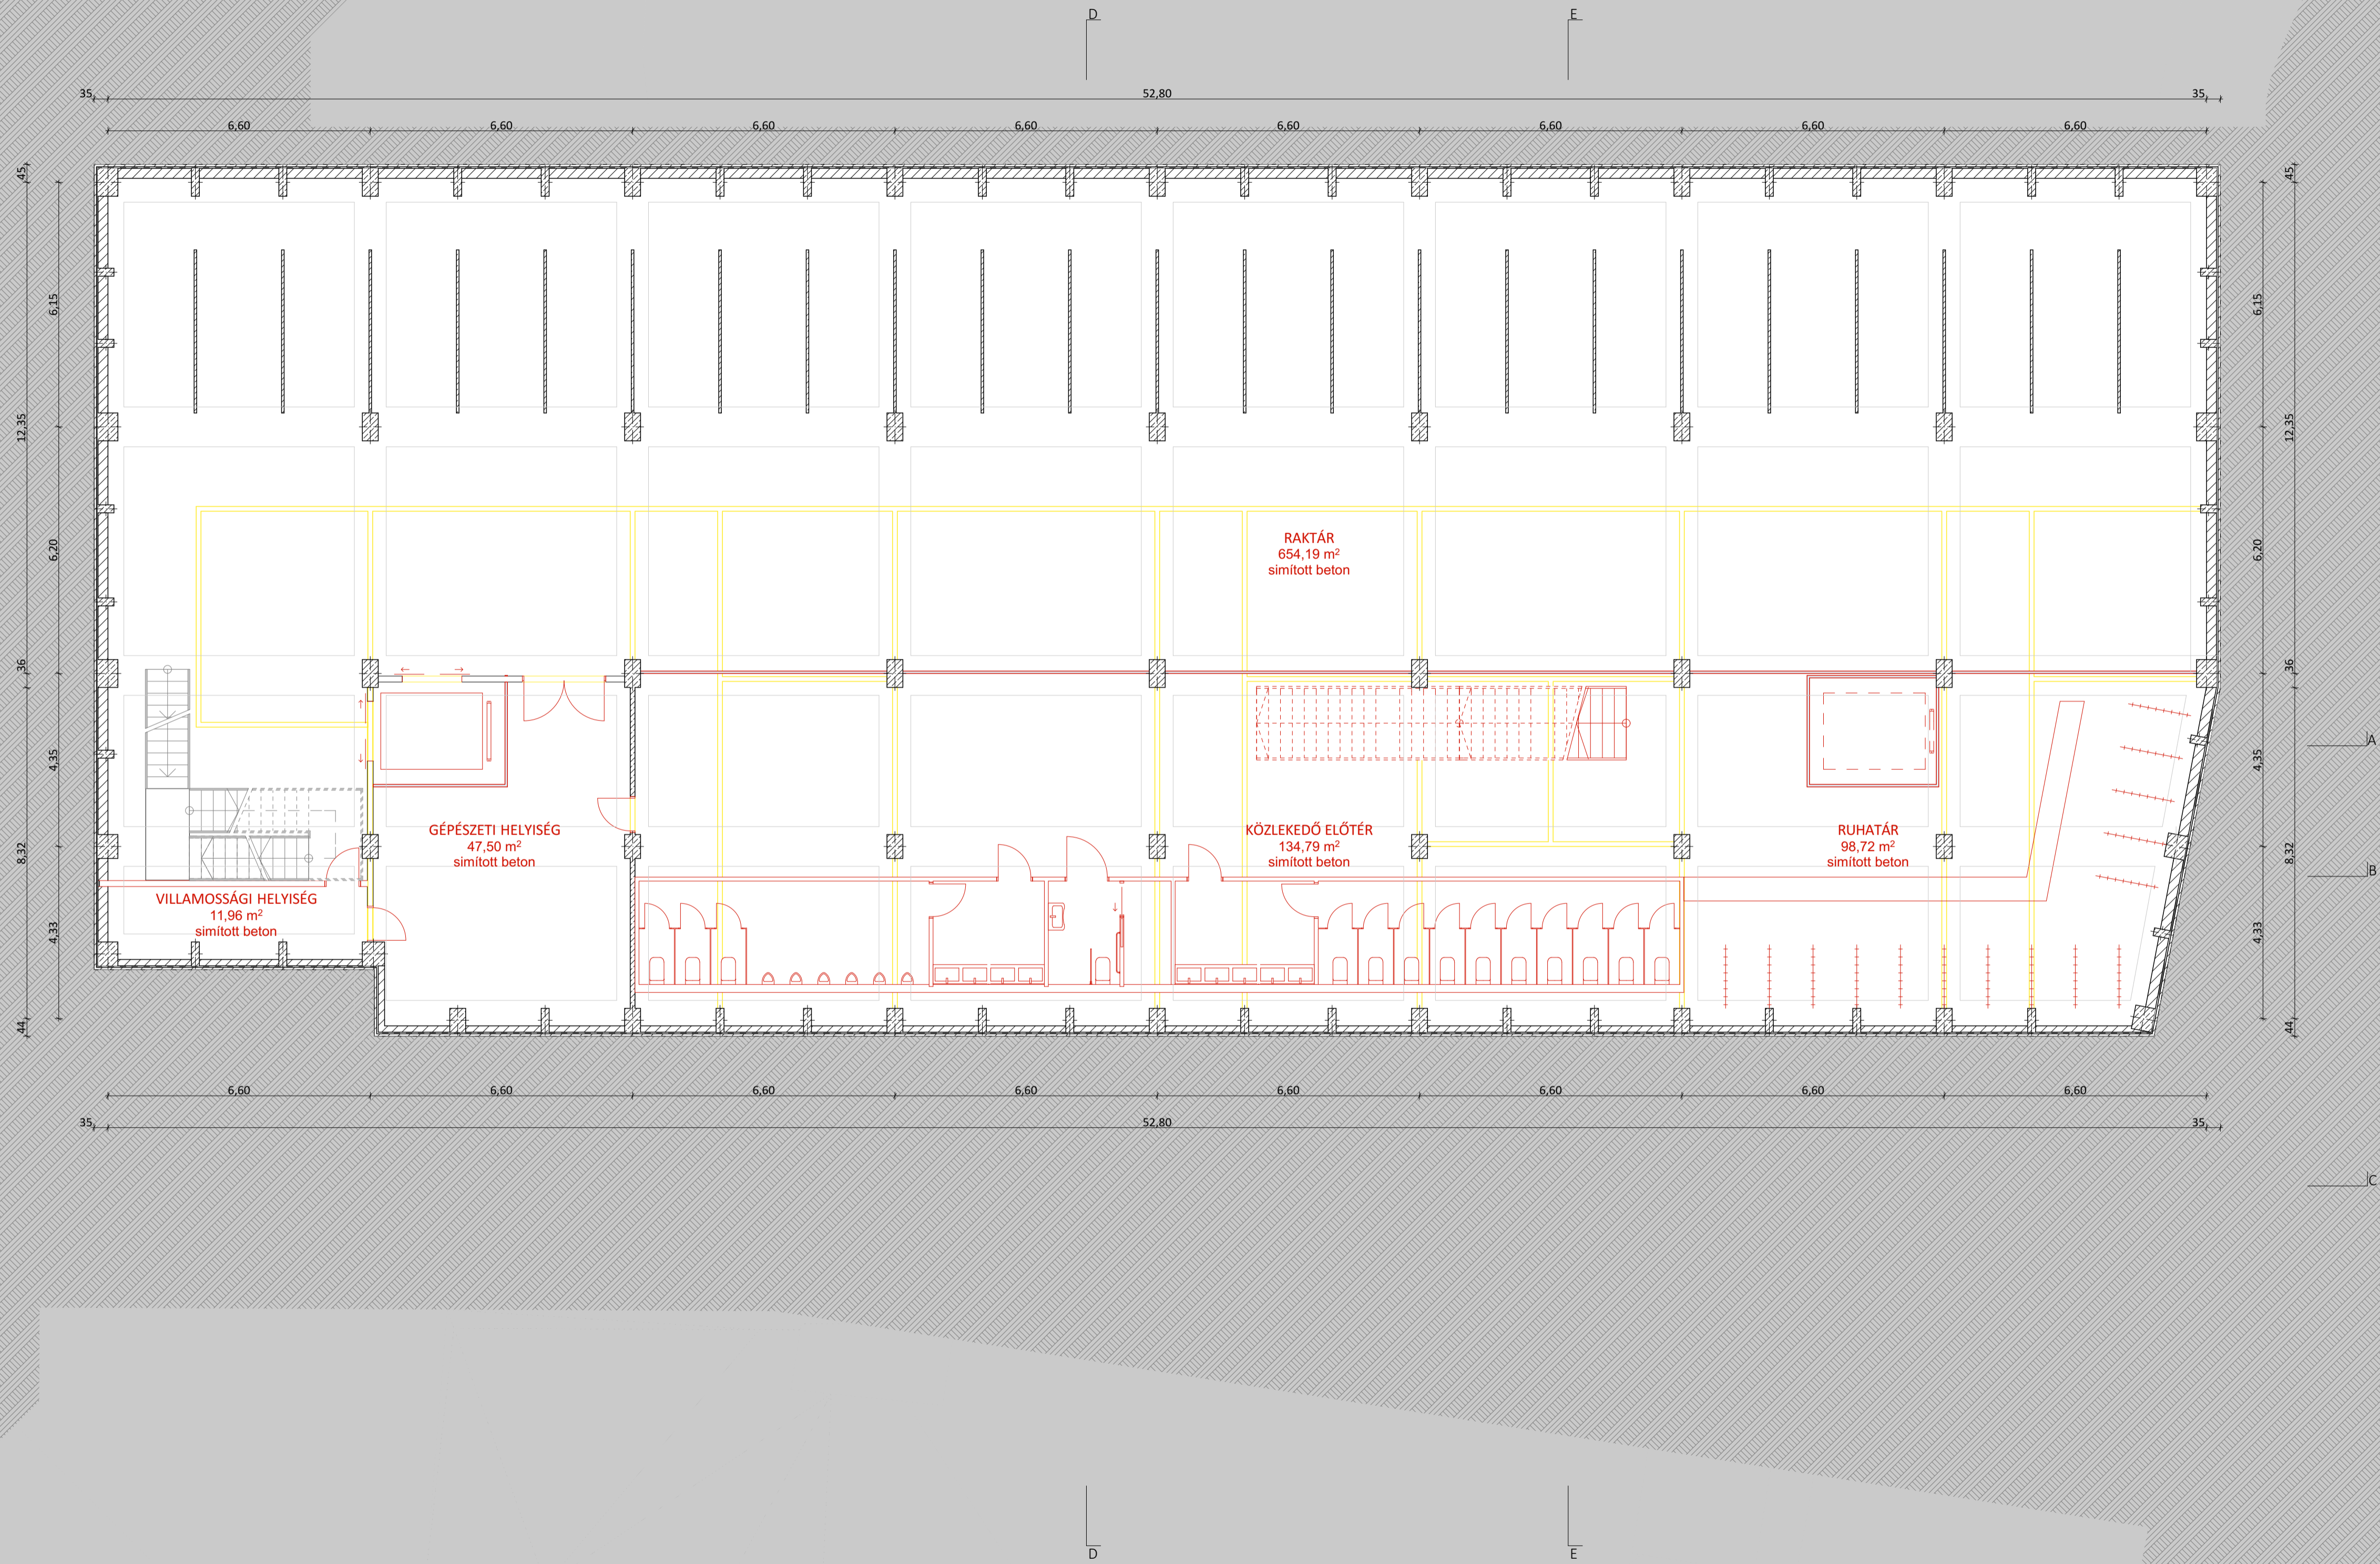 D
E
35
52,80
35
6,60
6,60
6,60
6,60
6,60
6,60
6,60
6,60
45
45
6,15
6,15
12,35
12,35
6,20
6,20
RAKTÁR
654,19 m²
simított beton
36
36
4,35
4,35
A
GÉPÉSZETI HELYISÉG
47,50 m²
simított beton
KÖZLEKEDŐ ELŐTÉR
134,79 m²
simított beton
RUHATÁR
98,72 m²
simított beton
8,32
8,32
B
VILLAMOSSÁGI HELYISÉG
11,96 m²
simított beton
4,33
4,33
44
44
6,60
6,60
6,60
6,60
6,60
6,60
6,60
6,60
35
52,80
35
C
D
E